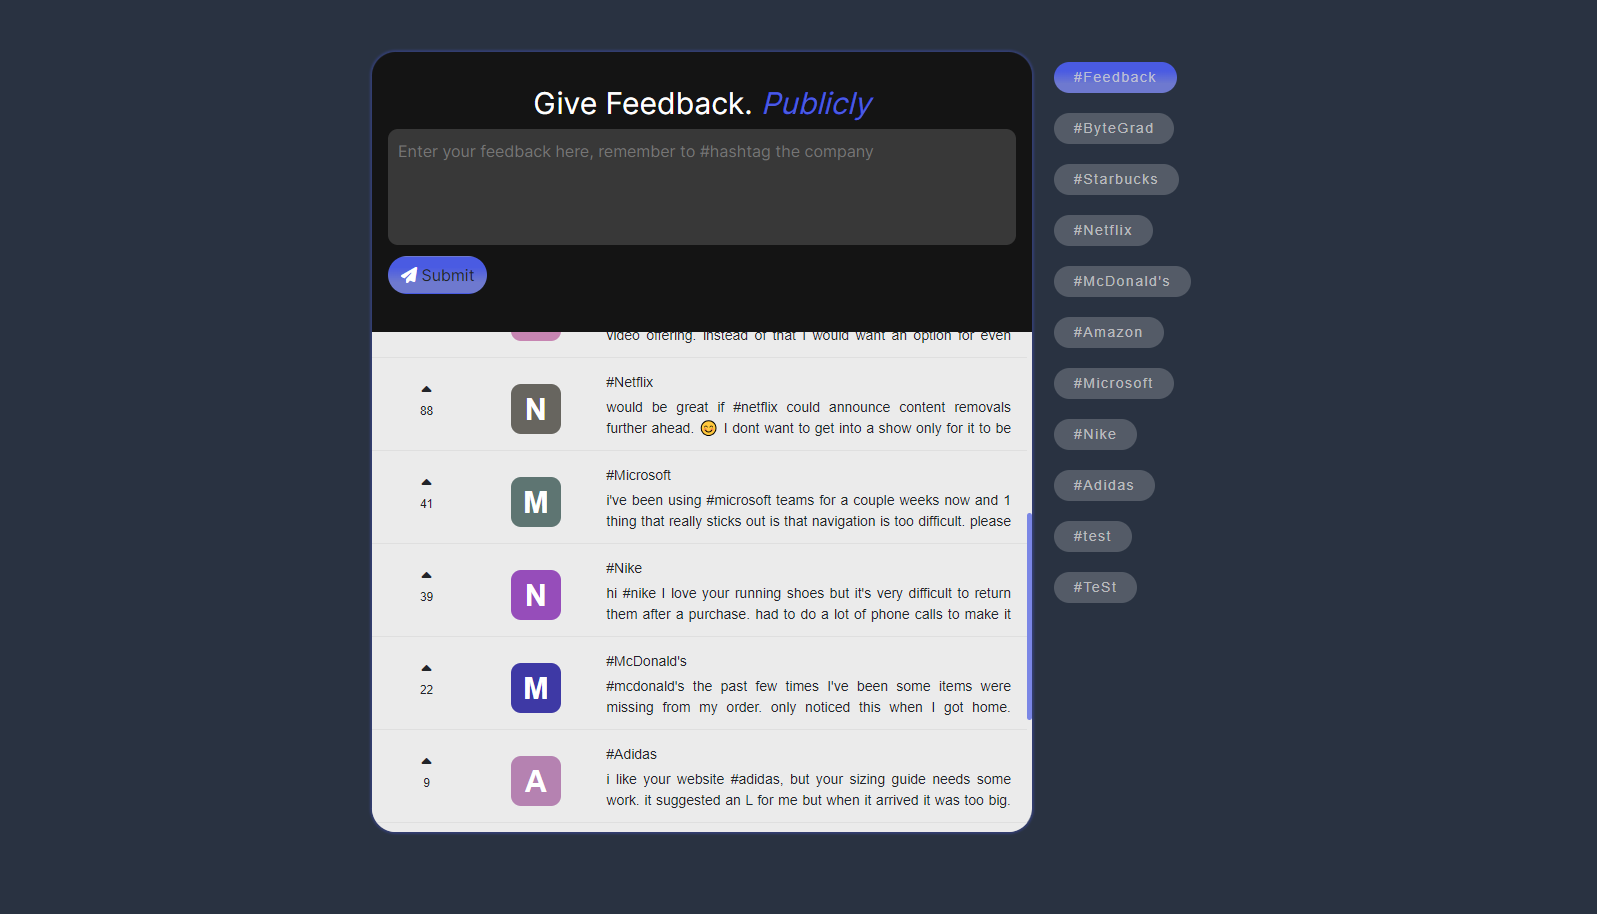 Give Feedback. Publicly
Enter your feedback here, remember to #hashtag the company
Submit
video offering. Instead of that I would want an option for even
88
N
#Netflix
would be great if #netflix could announce content removals
further ahead. 😊 I dont want to get into a show only for it to be
41
M
#Microsoft
i've been using #microsoft teams for a couple weeks now and 1
thing that really sticks out is that navigation is too difficult. please
39
N
#Nike
hi #nike I love your running shoes but it's very difficult to return
them after a purchase. had to do a lot of phone calls to make it
22
M
#McDonald's
#mcdonald's the past few times I've been some items were
missing from my order. only noticed this when I got home.
9
A
#Adidas
i like your website #adidas, but your sizing guide needs some
work. it suggested an L for me but when it arrived it was too big.
#Feedback
#ByteGrad
#Starbucks
#Netflix
#McDonald's
#Amazon
#Microsoft
#Nike
#Adidas
#test
#TeSt